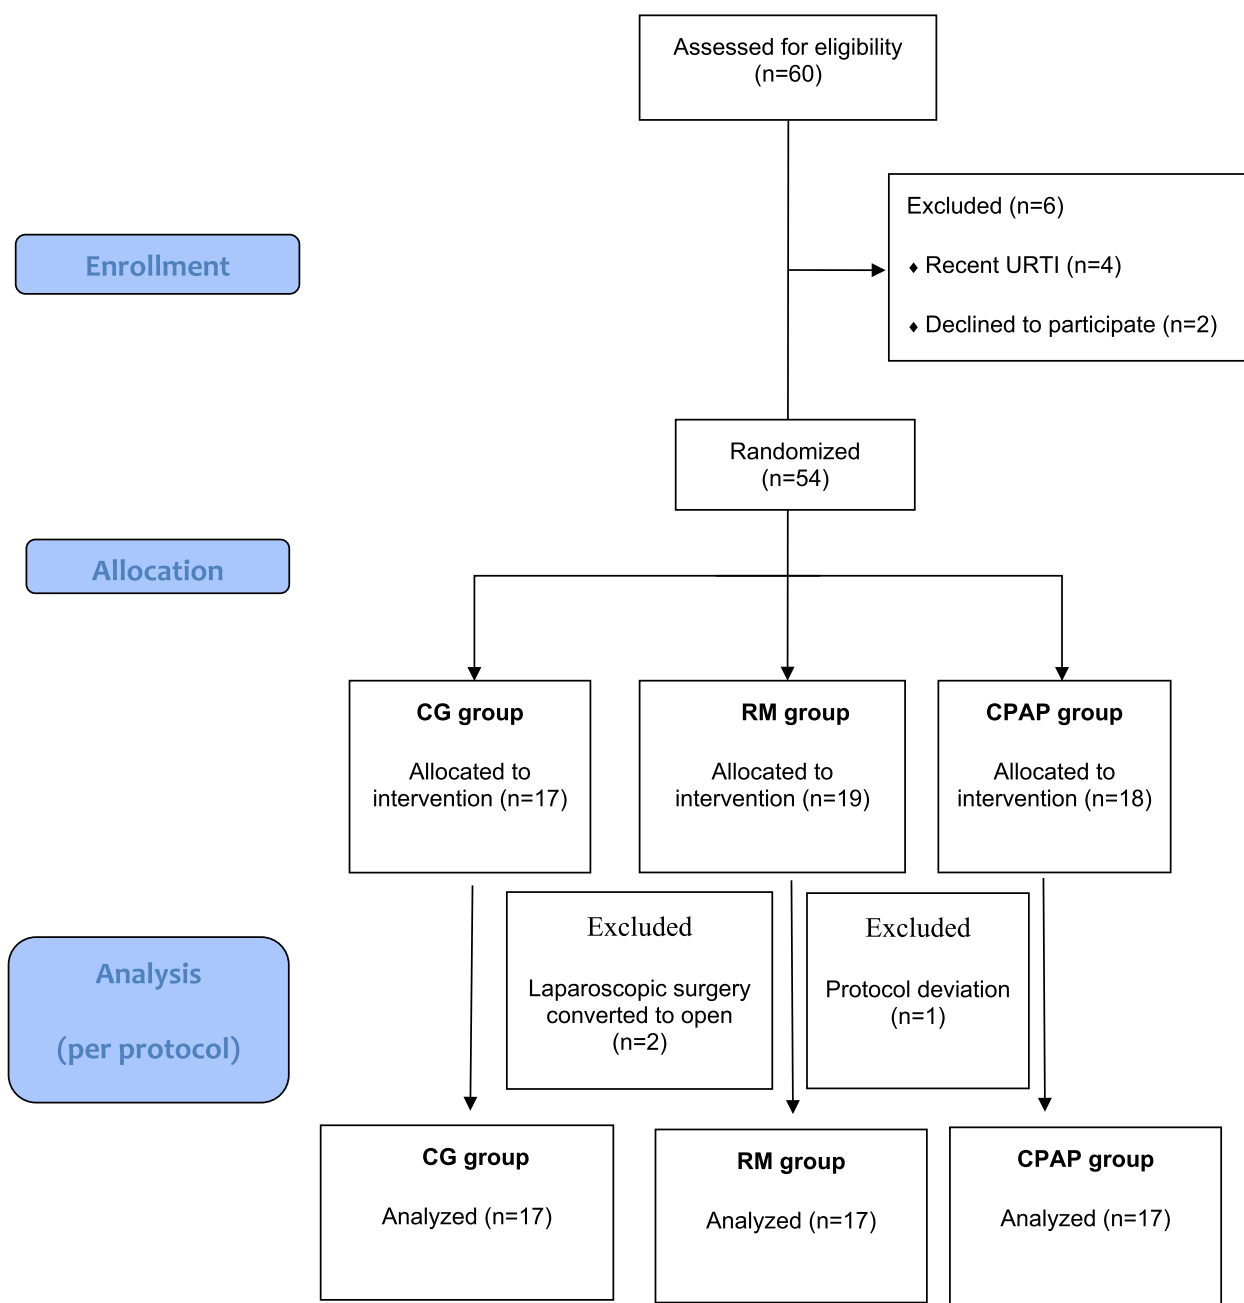 Assessed for eligibility
(n=60)
Excluded (n=6)
♦ Recent URTI (n=4)
♦ Declined to participate (n=2)
Enrollment
Randomized
(n=54)
Allocation
CG group
Allocated to
intervention (n=17)
RM group
Allocated to
intervention (n=19)
CPAP group
Allocated to
intervention (n=18)
Excluded
Laparoscopic surgery
converted to open
(n=2)
Excluded
Protocol deviation
(n=1)
Analysis
(per protocol)
CG group
Analyzed (n=17)
RM group
Analyzed (n=17)
CPAP group
Analyzed (n=17)